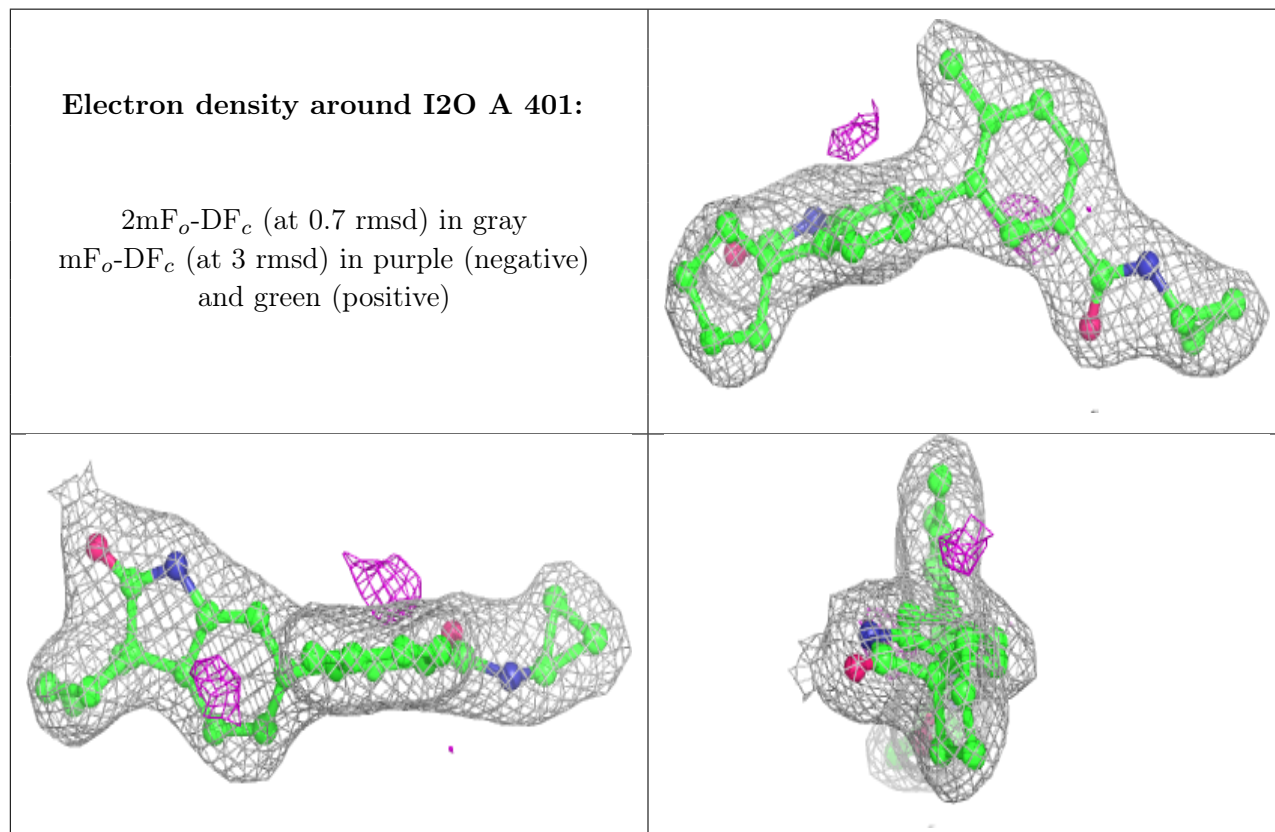 Electron density around I2O A 401:
2mFo-DFc (at 0.7 rmsd) in gray
mFo-DFc (at 3 rmsd) in purple (negative)
and green (positive)